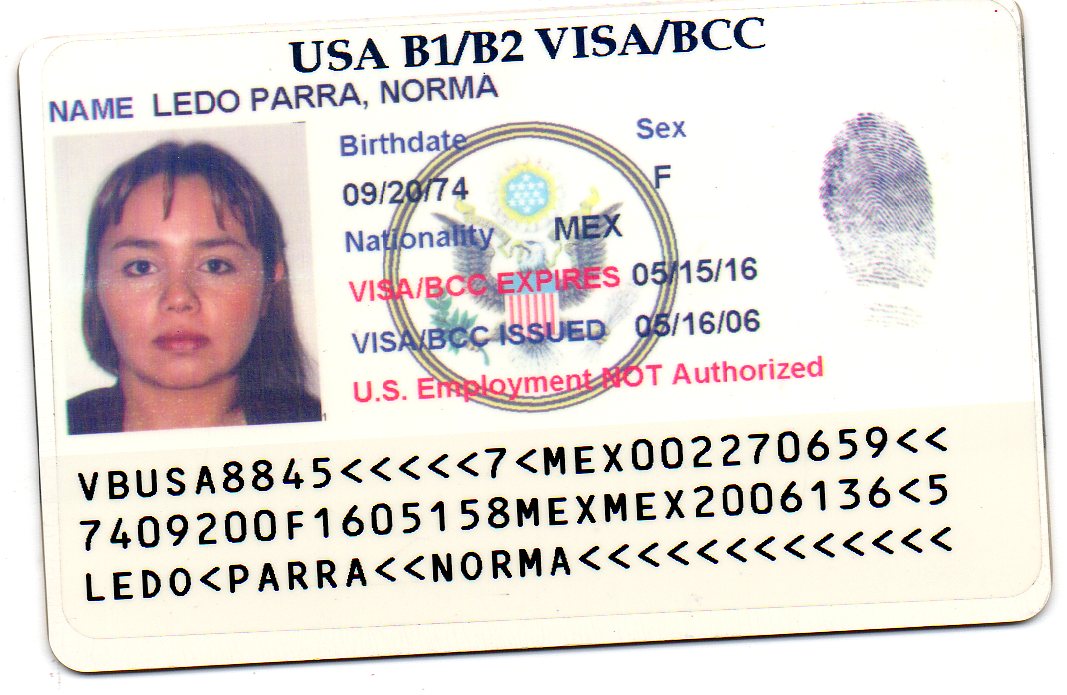 USA B1/B2 VISA/BCC
NAME LEDO PARRA, NORMA
Birthdate Sex
09/20/74 F
Nationality MEX
VISA/BCC EXPIRES 05/15/16
VISA/BCC ISSUED 05/16/06
U.S. Employment NOT Authorized
VBUSA8845<<<<<7<MEX002270659<<
7409200F1605158MEXMEX2006136<5
LEDO<PARRA<<NORMA<<<<<<<<<<<<<